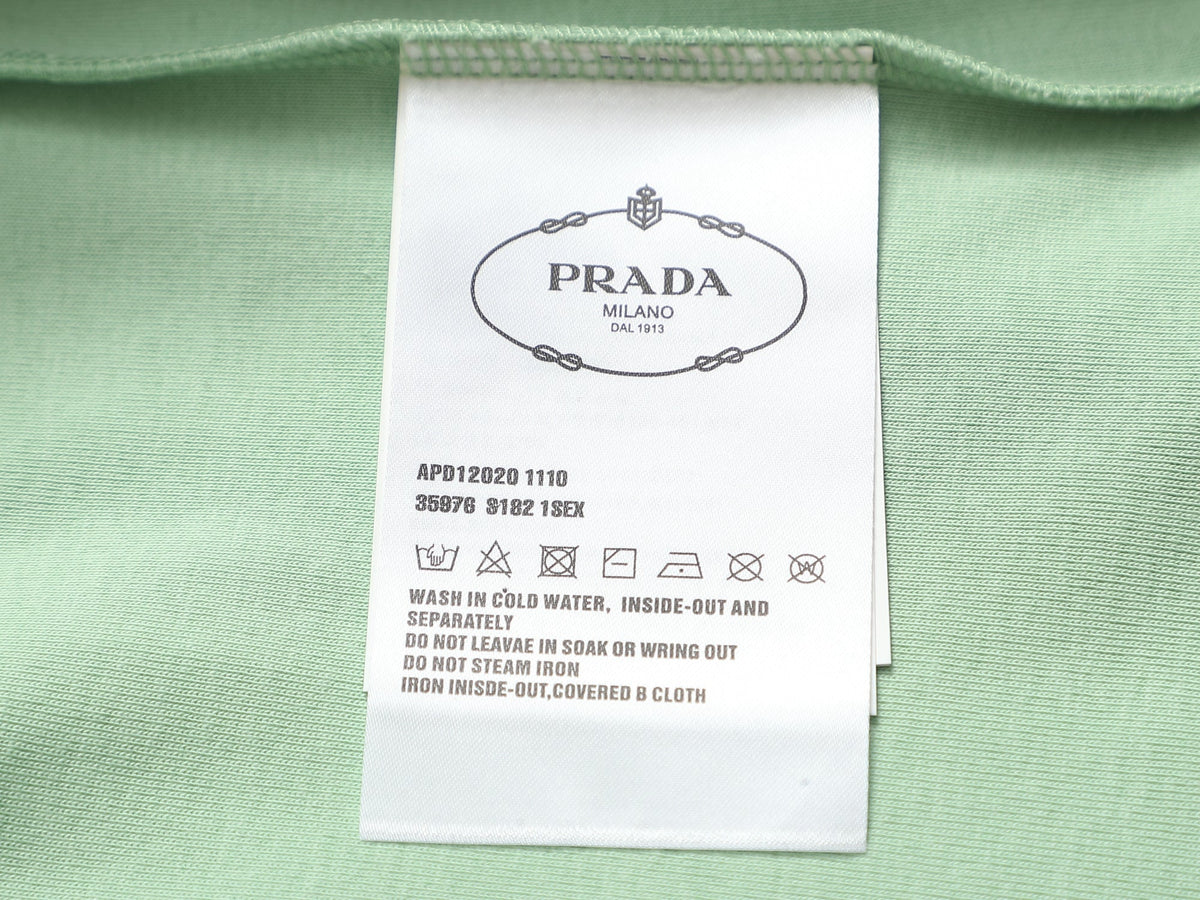 PRADA
MILANO
DAL 1913
APD12020 1110
35976 9182 1SEX
WASH IN COLD WATER, INSIDE-OUT AND
SEPARATELY
DO NOT LEAVAE IN SOAK OR WRING OUT
DO NOT STEAM IRON
IRON INISDE-OUT,COVERED B CLOTH